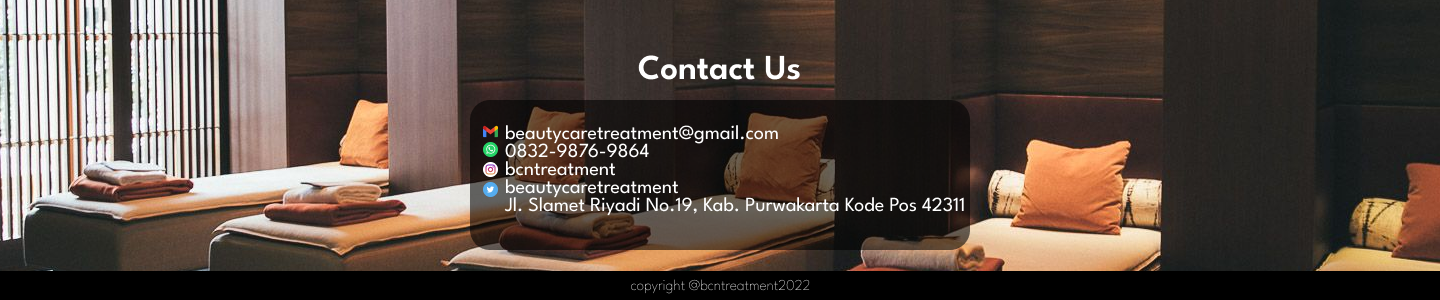 Contact Us
beautycaretreatment@gmail.com
0832-9876-9864
bcntreatment
beautycaretreatment
Jl. Slamet Riyadi No.19, Kab. Purwakarta Kode Pos 42311
copyright @bcntreatment2022